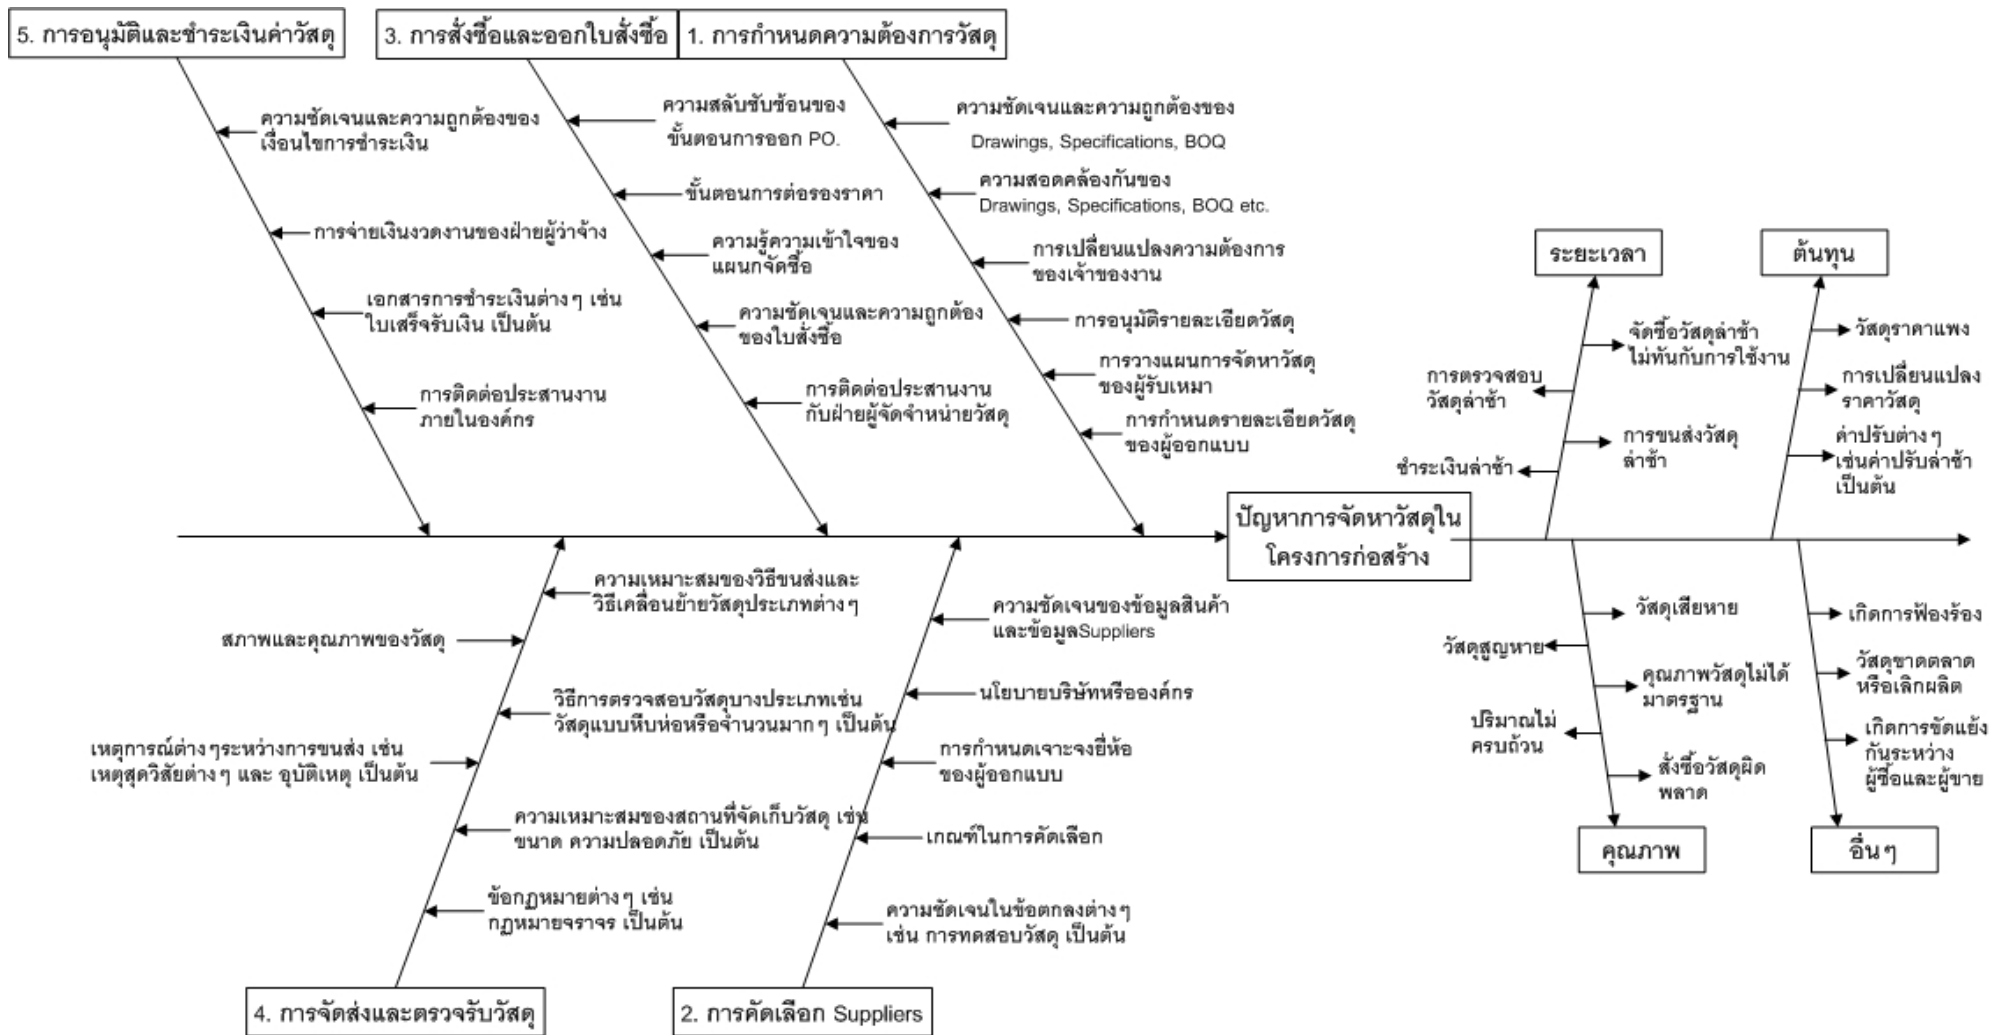 5. การอนุมัติและชำระเงินค่าวัสดุ
3. การสั่งซื้อและออกใบสั่งซื้อ
1. การกำหนดความต้องการวัสดุ
ความชัดเจนและความถูกต้องของ
เงื่อนไขการชำระเงิน
การจ่ายเงินงวดงานของฝ่ายผู้ว่าจ้าง
เอกสารการชำระเงินต่างๆ เช่น
ใบเสร็จรับเงิน เป็นต้น
การติดต่อประสานงาน
ภายในองค์กร
ความสลับซับซ้อนของ
ขั้นตอนการออก PO.
ขั้นตอนการต่อรองราคา
ความรู้ความเข้าใจของ
แผนกจัดซื้อ
ความชัดเจนและความถูกต้อง
ของใบสั่งซื้อ
การติดต่อประสานงาน
กับฝ่ายผู้จัดจำหน่ายวัสดุ
ความชัดเจนและความถูกต้องของ
Drawings, Specifications, BOQ
ความสอดคล้องกันของ
Drawings, Specifications, BOQ etc.
การเปลี่ยนแปลงความต้องการ
ของเจ้าของงาน
การอนุมัติรายละเอียดวัสดุ
การวางแผนการจัดหาวัสดุ
ของผู้รับเหมา
การกำหนดรายละเอียดวัสดุ
ของผู้ออกแบบ
ปัญหาการจัดหาวัสดุใน
โครงการก่อสร้าง
ความเหมาะสมของวิธีขนส่งและ
วิธีเคลื่อนย้ายวัสดุประเภทต่างๆ
สภาพและคุณภาพของวัสดุ
วิธีการตรวจสอบวัสดุบางประเภทเช่น
วัสดุแบบหีบห่อหรือจำนวนมากๆ เป็นต้น
เหตุการณ์ต่างๆระหว่างการขนส่ง เช่น
เหตุสุดวิสัยต่างๆ และ อุบัติเหตุ เป็นต้น
ความเหมาะสมของสถานที่จัดเก็บวัสดุ เช่น
ขนาด ความปลอดภัย เป็นต้น
ข้อกฏหมายต่างๆ เช่น
กฏหมายจราจร เป็นต้น
4. การจัดส่งและตรวจรับวัสดุ
ความชัดเจนของข้อมูลสินค้า
และข้อมูลSuppliers
นโยบายบริษัทหรือองค์กร
การกำหนดเจาะจงยี่ห้อ
ของผู้ออกแบบ
เกณฑ์ในการคัดเลือก
ความชัดเจนในข้อตกลงต่างๆ
เช่น การทดสอบวัสดุ เป็นต้น
2. การคัดเลือก Suppliers
ระยะเวลา
จัดซื้อวัสดุล่าช้า
ไม่ทันกับการใช้งาน
การตรวจสอบ
วัสดุล่าช้า
การขนส่งวัสดุ
ล่าช้า
ชำระเงินล่าช้า
ต้นทุน
วัสดุราคาแพง
การเปลี่ยนแปลง
ราคาวัสดุ
ค่าปรับต่างๆ
เช่นค่าปรับล่าช้า
เป็นต้น
วัสดุเสียหาย
วัสดุสูญหาย
คุณภาพวัสดุไม่ได้
มาตรฐาน
ปริมาณไม่
ครบถ้วน
สั่งซื้อวัสดุผิด
พลาด
คุณภาพ
เกิดการฟ้องร้อง
วัสดุขาดตลาด
หรือเลิกผลิต
เกิดการขัดแย้ง
กันระหว่าง
ผู้ซื้อและผู้ขาย
อื่นๆ